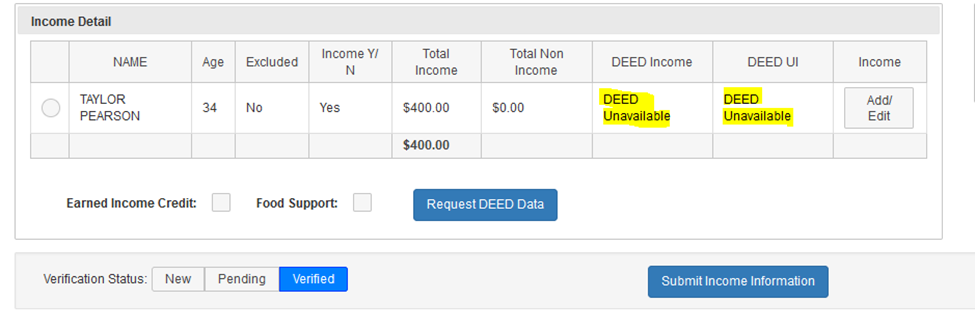 Income Detail
NAME Age Excluded Income Y/ N Total Income Total Non Income DEED Income DEED UI Income
TAYLOR PEARSON 34 No Yes $400.00 $0.00 DEED Unavailable DEED Unavailable Add/ Edit
$400.00
Earned Income Credit: Food Support: Request DEED Data
Verification Status: New Pending Verified Submit Income Information